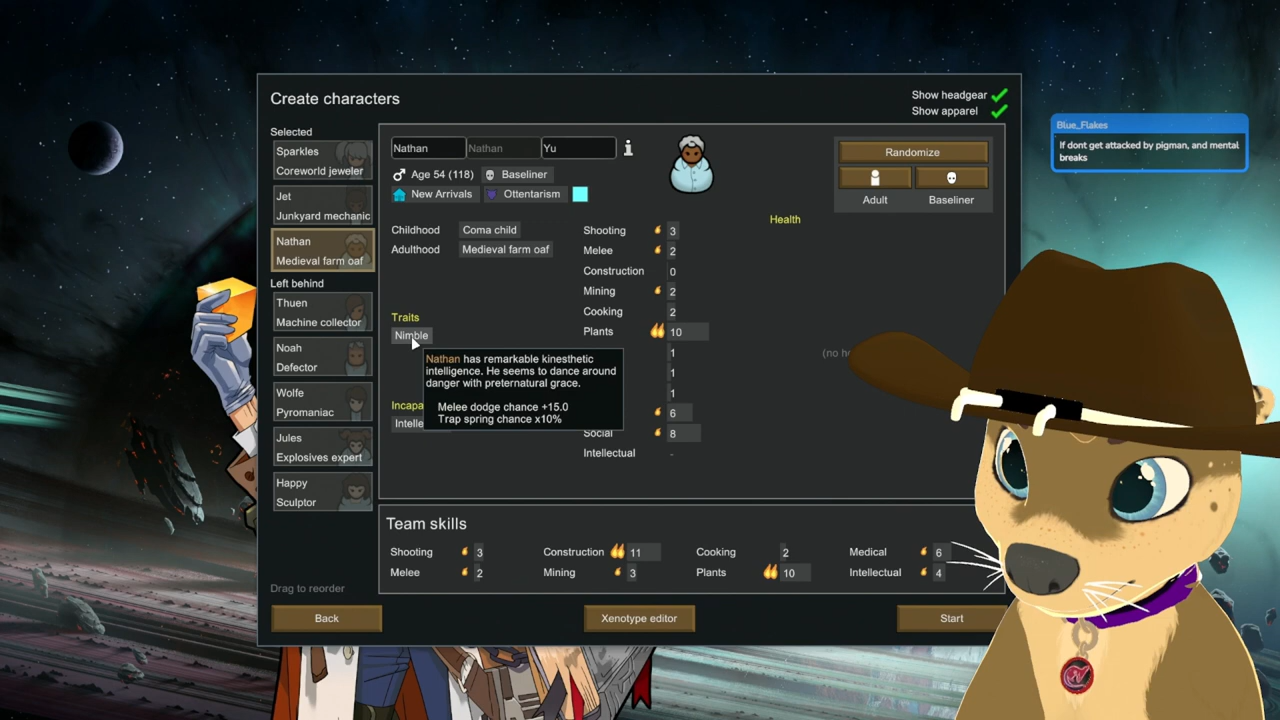 Create characters
Show headgear
Show apparel
Selected
Sparkles
Coreworld jeweler
Jet
Junkyard mechanic
Nathan
Medieval farm oaf
Left behind
Thuen
Machine collector
Noah
Defector
Wolfe
Pyromaniac
Jules
Explosives expert
Happy
Sculptor
Drag to reorder
Nathan Nathan Yu
Age 54 (118) Baseliner
New Arrivals Ottentarism
Childhood Coma child
Adulthood Medieval farm oaf
Traits
Nimble
Nathan has remarkable kinesthetic
intelligence. He seems to dance around
danger with preternatural grace.
Melee dodge chance +15.0
Trap spring chance x10%
Incapa
Intelle
Shooting 3
Melee 2
Construction 0
Mining 2
Cooking 2
Plants 10
1
1
1
6
Social 8
Intellectual -
Randomize
Adult Baseliner
Health
(no he
Team skills
Shooting 3 Construction 11 Cooking 2 Medical 6
Melee 2 Mining 3 Plants 10 Intellectual 4
Back Xenotype editor Start
Blue_Flakes
If dont get attacked by pigman, and mental
breaks